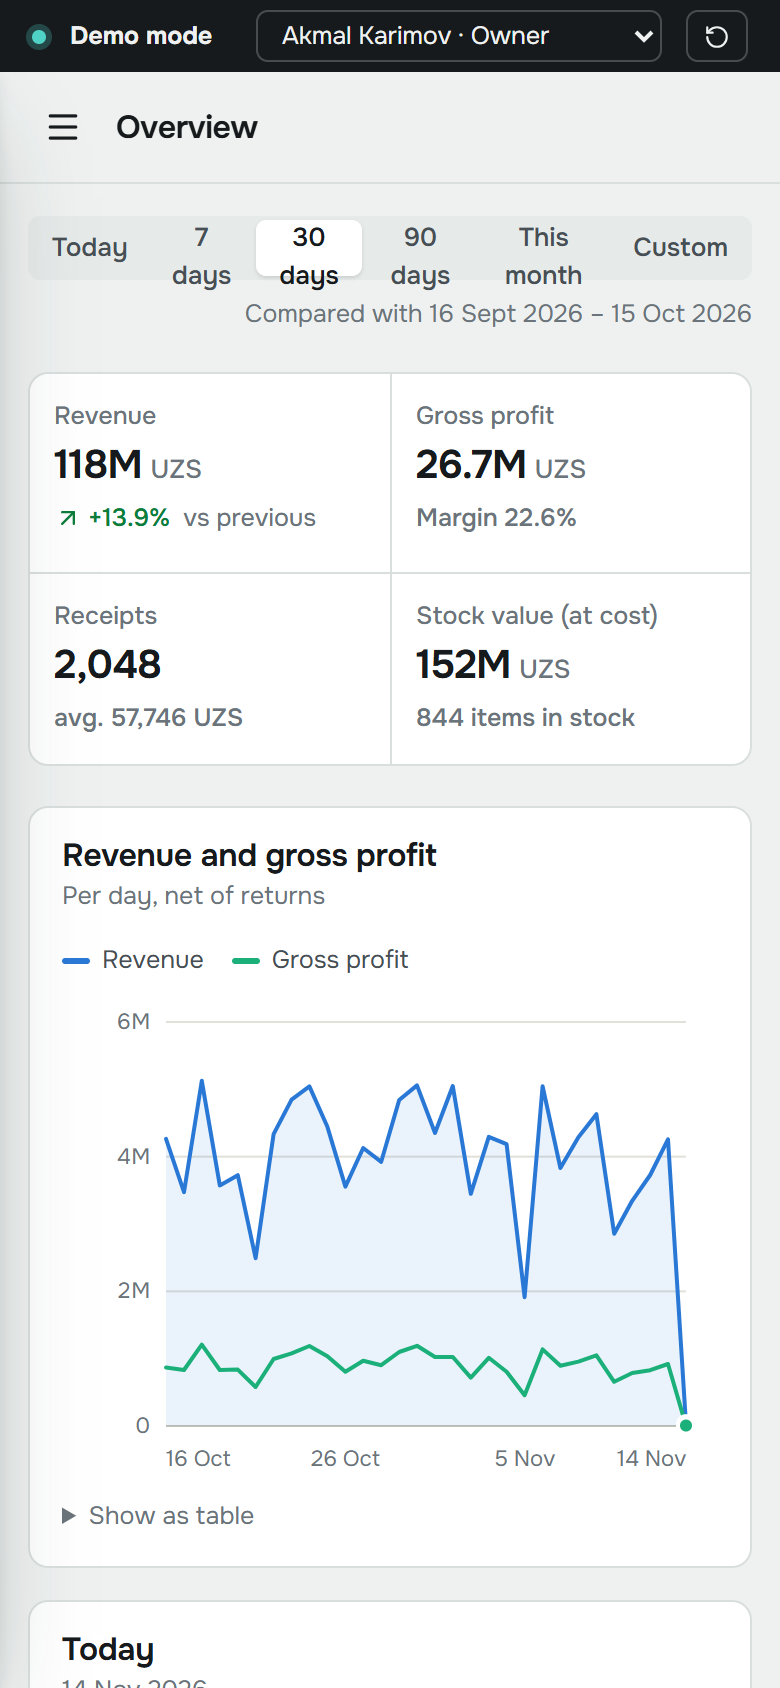 Demo mode
Akmal Karimov · Owner
Overview
Today
7 days
30 days
90 days
This month
Custom
Compared with 16 Sept 2026 – 15 Oct 2026
Revenue
118M UZS
+13.9% vs previous
Gross profit
26.7M UZS
Margin 22.6%
Receipts
2,048
avg. 57,746 UZS
Stock value (at cost)
152M UZS
844 items in stock
Revenue and gross profit
Per day, net of returns
Revenue
Gross profit
6M
4M
2M
0
16 Oct
26 Oct
5 Nov
14 Nov
Show as table
Today
14 Nov 2026